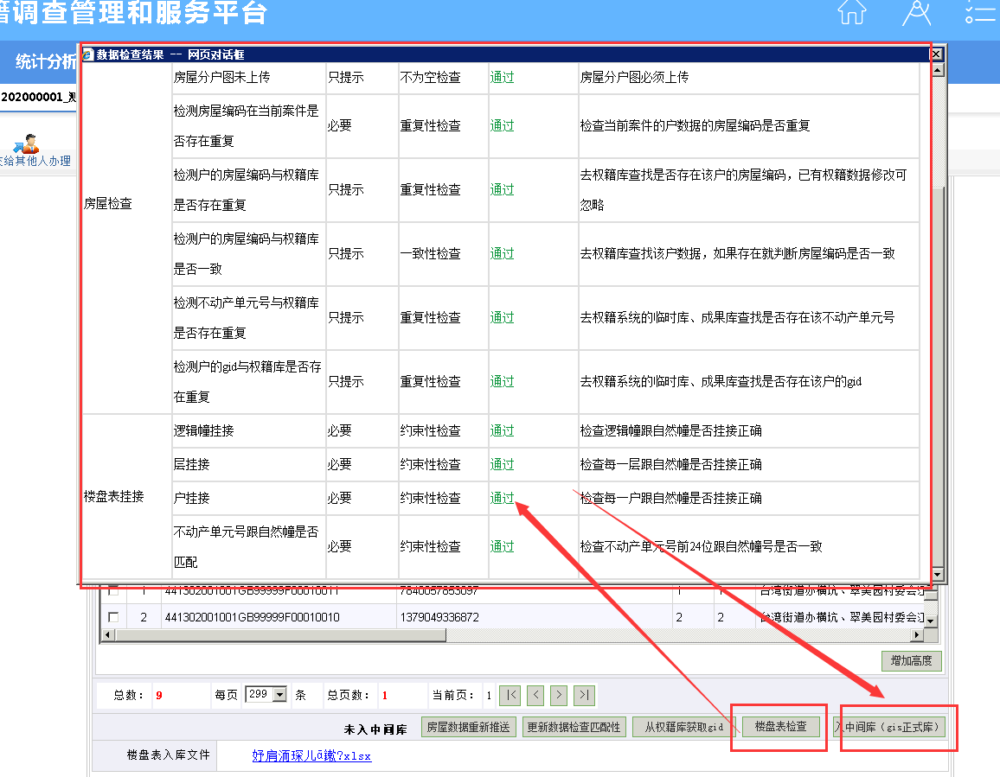 籍调查管理和服务平台
统计分析
数据检查结果 -- 网页对话框
202000001_测
给其他人办理
房屋分户图未上传 只提示 不为空检查 通过 房屋分户图必须上传
检测房屋编码在当前案件是
否存在重复
必要 重复性检查 通过 检查当前案件的户数据的房屋编码是否重复
检测户的房屋编码与权籍库
是否存在重复
只提示 重复性检查 通过
去权籍库查找是否存在该户的房屋编码，已有权籍数据修改可
忽略
房屋检查
检测户的房屋编码与权籍库
是否一致
只提示 一致性检查 通过 去权籍库查找该户数据，如果存在就判断房屋编码是否一致
检测不动产单元号与权籍库
是否存在重复
只提示 重复性检查 通过 去权籍系统的临时库、成果库查找是否存在该不动产单元号
检测户的gid与权籍库是否存
在重复
只提示 重复性检查 通过 去权籍系统的临时库、成果库查找是否存在该户的gid
逻辑幢挂接 必要 约束性检查 通过 检查逻辑幢跟自然幢是否挂接正确
层挂接 必要 约束性检查 通过 检查每一层跟自然幢是否挂接正确
楼盘表挂接
户挂接 必要 约束性检查 通过 检查每一户跟自然幢是否挂接正确
不动产单元号跟自然幢是否
匹配
必要 约束性检查 通过 检查不动产单元号前24位跟自然幢号是否一致
1 441302001001GB99999F00010011 7840057853097 1 1 台湾街道办横坑、翠美园村委会江
2 441302001001GB99999F00010010 1379049336872 2 2 台湾街道办横坑、翠美园村委会江
增加高度
总数： 9 每页 299 条 总页数： 1 当前页： 1 |< < > >|
未入中间库 房屋数据重新推送 更新数据检查匹配性 从权籍库获取gid 楼盘表检查 入中间库（gis正式库）
楼盘表入库文件 xlsx